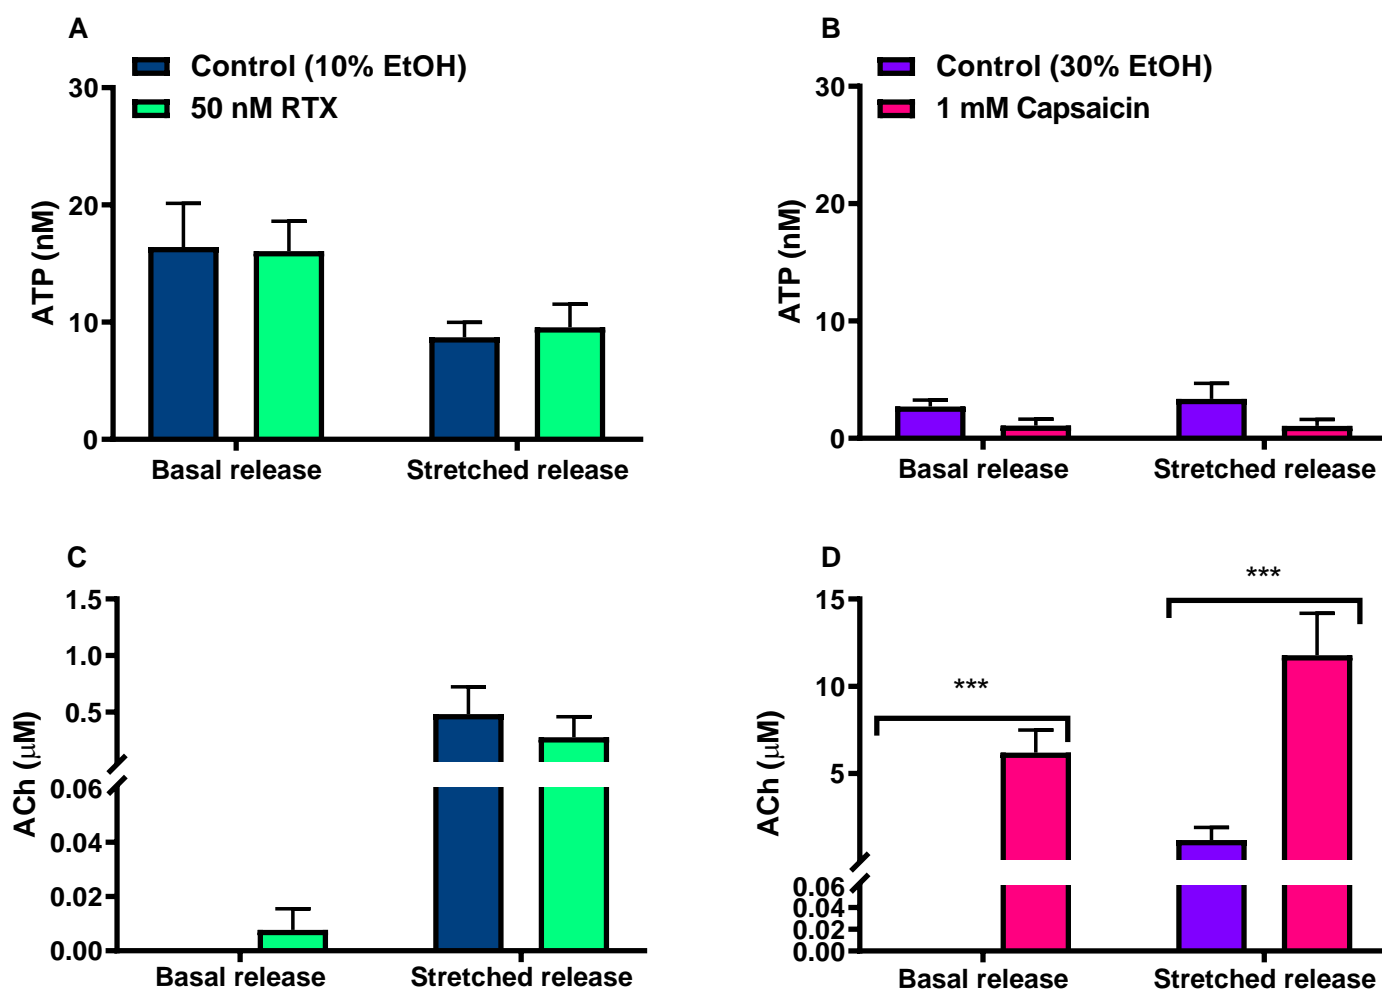 A
Control (10% EtOH)
50 nM RTX
30
20
10
0
ATP (nM)
Basal release
Stretched release
B
Control (30% EtOH)
1 mM Capsaicin
30
20
10
0
ATP (nM)
Basal release
Stretched release
C
1.5
1.0
0.5
0.06
0.04
0.02
0.00
ACh (μM)
Basal release
Stretched release
D
***
***
15
10
5
0.06
0.04
0.02
0.00
ACh (μM)
Basal release
Stretched release